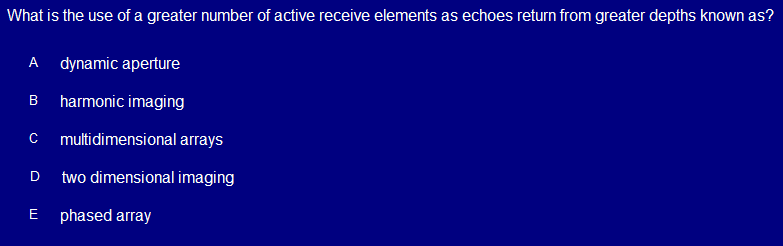 What is the use of a greater number of active receive elements as echoes return from greater depths known as?
A dynamic aperture
B harmonic imaging
C multidimensional arrays
D two dimensional imaging
E phased array